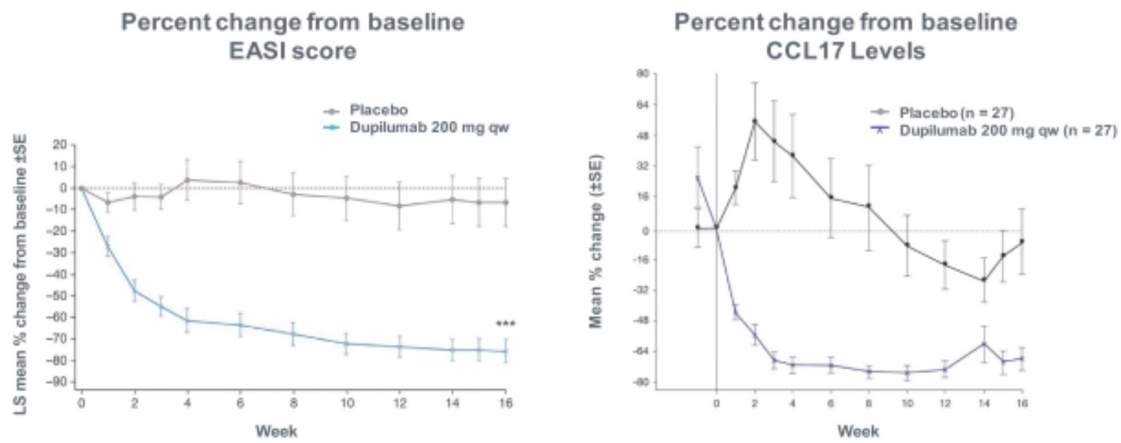 Percent change from baseline
EASI score
Placebo
Dupilumab 200 mg qw
LS mean % change from baseline ±SE
20
10
0
−10
−20
−30
−40
−50
−60
−70
−80
−90
***
0 2 4 6 8 10 12 14 16
Week
Percent change from baseline
CCL17 Levels
Placebo (n = 27)
Dupilumab 200 mg qw (n = 27)
Mean % change (±SE)
80
64
48
32
16
0
-16
-32
-48
-64
-80
0 2 4 6 8 10 12 14 16
Week